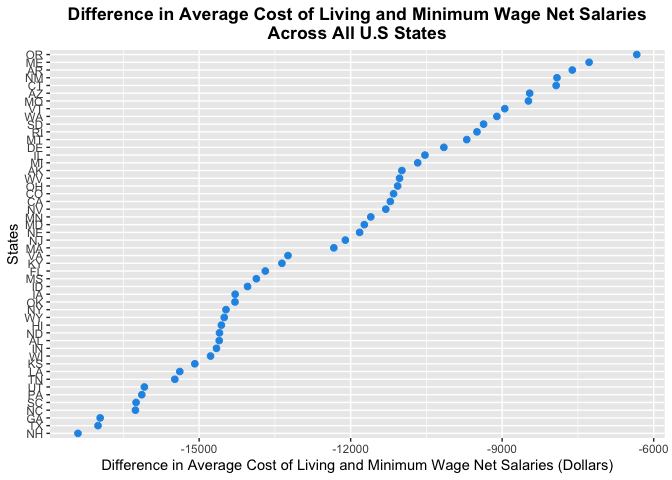 Difference in Average Cost of Living and Minimum Wage Net Salaries
Across All U.S States
States
OR
ME
AR
NM
CT
AZ
MO
VT
WA
SD
RI
MT
DE
IL
MI
AK
WV
OH
CO
CA
MN
MD
NE
NJ
MA
VA
KY
FL
MS
ID
IA
OK
WY
HI
ND
AL
IN
WI
KS
LA
TN
UT
PA
SC
NC
GA
TX
NH
-15000 -12000 -9000 -6000
Difference in Average Cost of Living and Minimum Wage Net Salaries (Dollars)